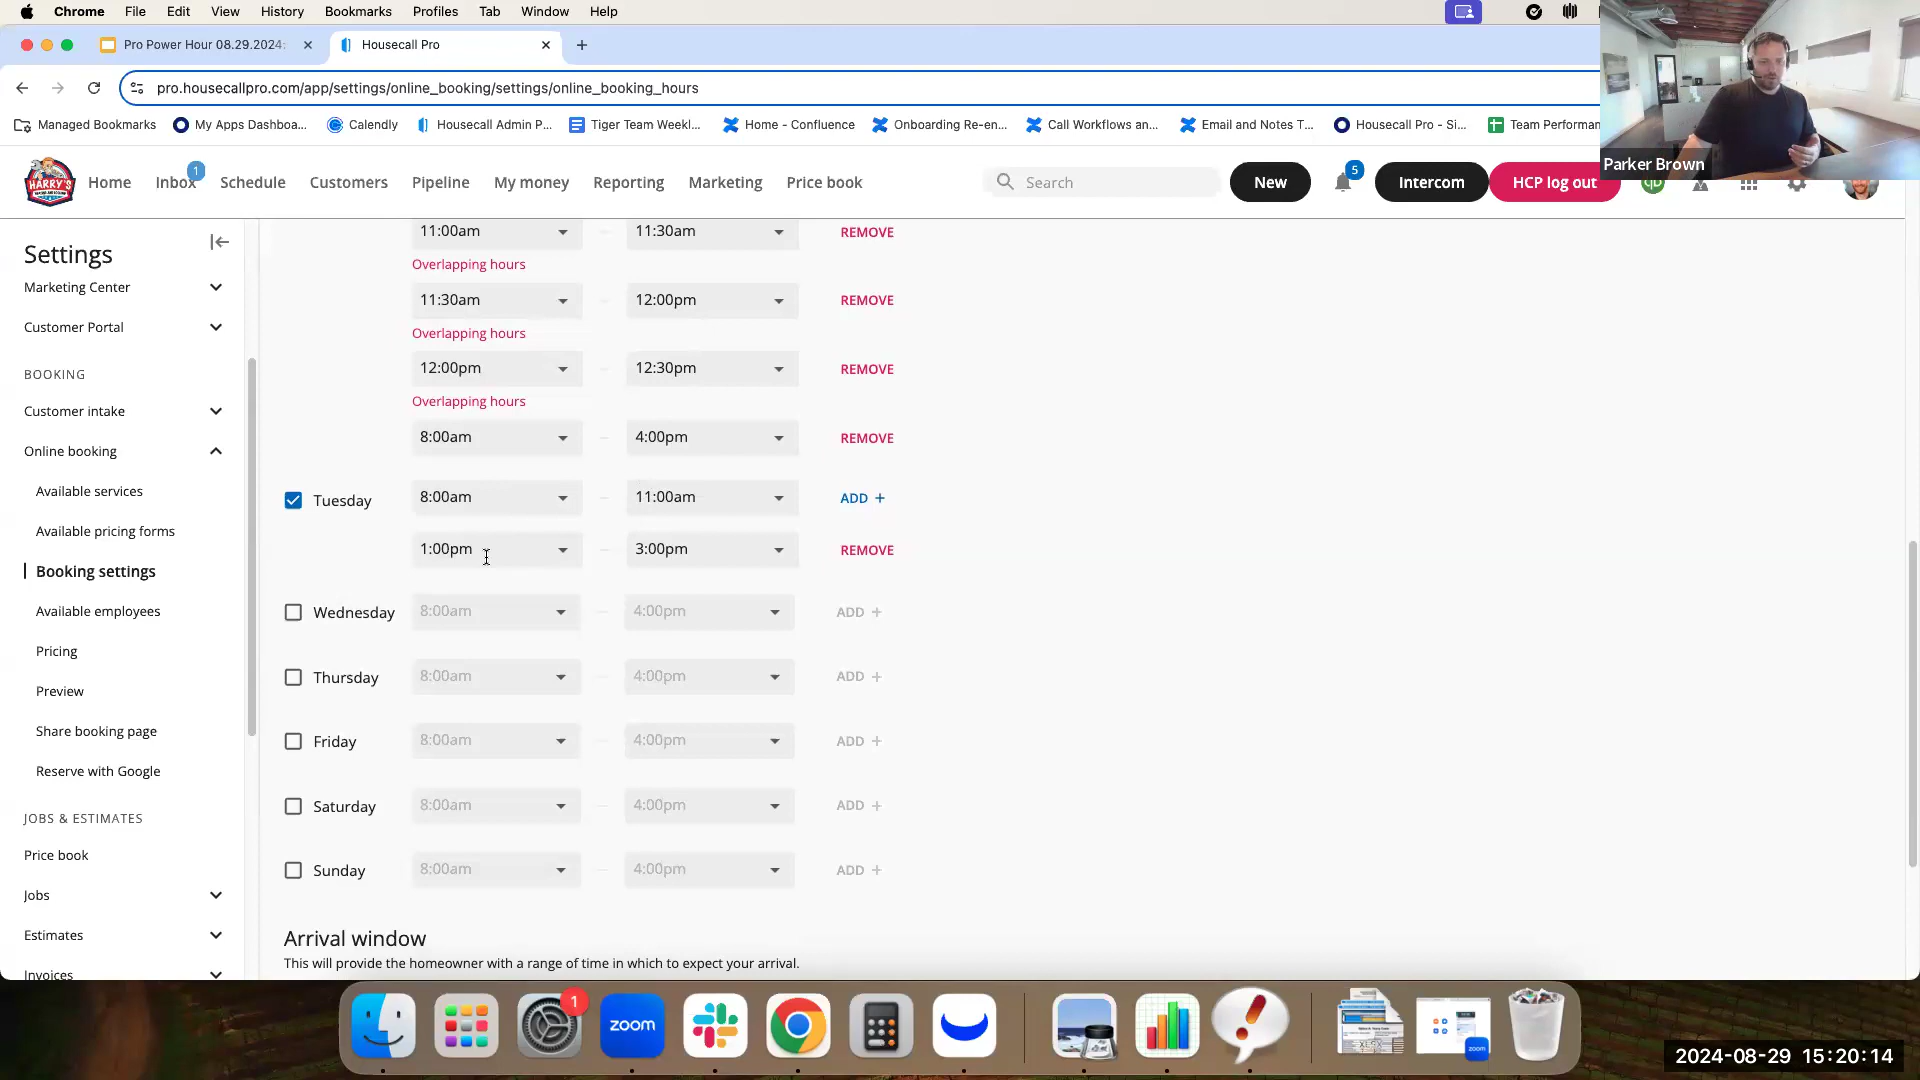 Chrome File Edit View History Bookmarks Profiles Tab Window Help
Pro Power Hour 08.29.2024: Housecall Pro
pro.housecallpro.com/app/settings/online_booking/settings/online_booking_hours
Managed Bookmarks My Apps Dashboa... Calendly Housecall Admin P... Tiger Team Weekl... Home - Confluence Onboarding Re-en... Call Workflows an... Email and Notes T... Housecall Pro - Si... Team Performan
Parker Brown
HARRY'S Home Inbox 1 Schedule Customers Pipeline My money Reporting Marketing Price book Search New 5 Intercom HCP log out
Settings
Marketing Center
Customer Portal
BOOKING
Customer intake
Online booking
Available services
Available pricing forms
Booking settings
Available employees
Pricing
Preview
Share booking page
Reserve with Google
JOBS & ESTIMATES
Price book
Jobs
Estimates
Invoices
11:00am 11:30am REMOVE
Overlapping hours
11:30am 12:00pm REMOVE
Overlapping hours
12:00pm 12:30pm REMOVE
Overlapping hours
8:00am 4:00pm REMOVE
Tuesday 8:00am 11:00am ADD +
1:00pm 3:00pm REMOVE
Wednesday 8:00am 4:00pm ADD +
Thursday 8:00am 4:00pm ADD +
Friday 8:00am 4:00pm ADD +
Saturday 8:00am 4:00pm ADD +
Sunday 8:00am 4:00pm ADD +
Arrival window
This will provide the homeowner with a range of time in which to expect your arrival.
1 zoom zoom
2024-08-29 15:20:14